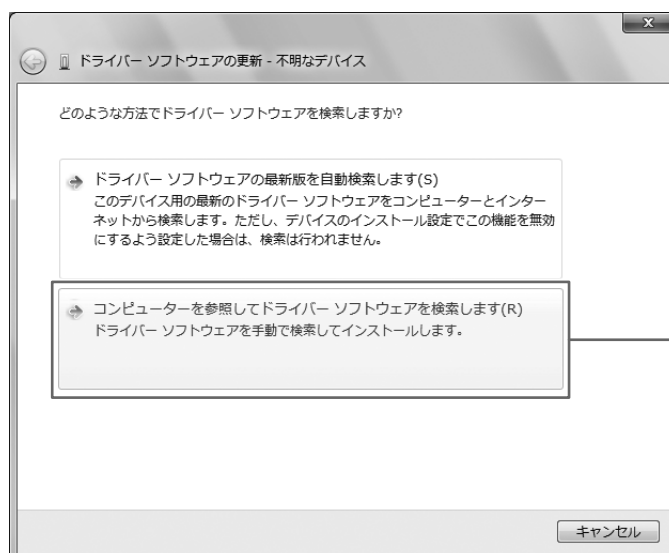 ドライバー ソフトウェアの更新 - 不明なデバイス
どのような方法でドライバー ソフトウェアを検索しますか?
ドライバー ソフトウェアの最新版を自動検索します(S)
このデバイス用の最新のドライバー ソフトウェアをコンピューターとインター
ネットから検索します。ただし、デバイスのインストール設定でこの機能を無効
にするよう設定した場合は、検索は行われません。
コンピューターを参照してドライバー ソフトウェアを検索します(R)
ドライバー ソフトウェアを手動で検索してインストールします。
キャンセル